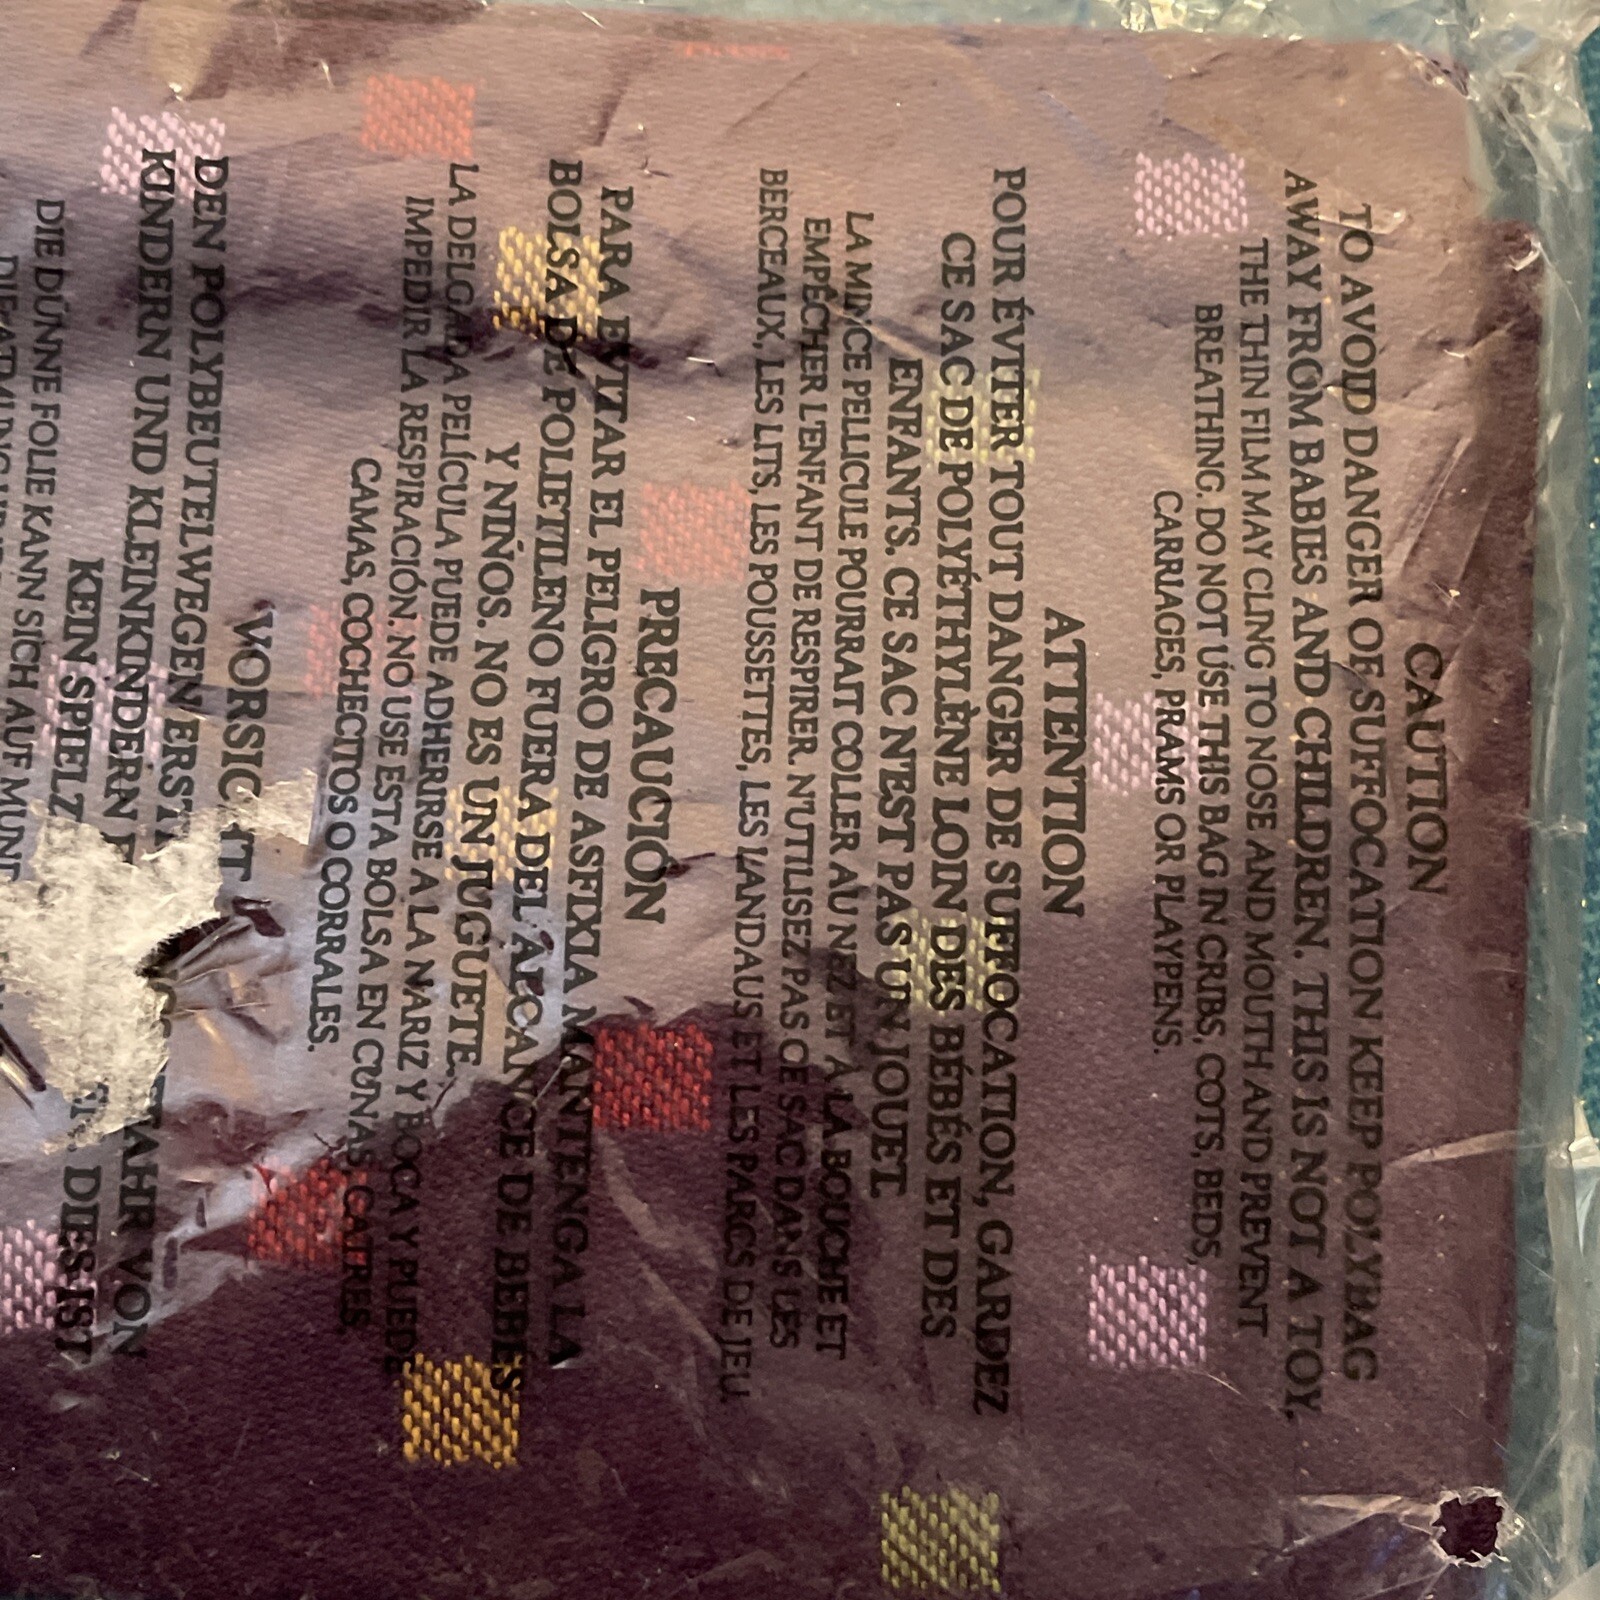 CAUTION
TO AVOID DANGER OF SUFFOCATION KEEP POLYBAG
AWAY FROM BABIES AND CHILDREN. THIS IS NOT A TOY.
THE THIN FILM MAY CLING TO NOSE AND MOUTH AND PREVENT
BREATHING. DO NOT USE THIS BAG IN CRIBS, COTS, BEDS,
CARRIAGES, PRAMS OR PLAYPENS.
ATTENTION
POUR ÉVITER TOUT DANGER DE SUFFOCATION, GARDEZ
CE SAC DE POLYÉTHYLÈNE LOIN DES BÉBÉS ET DES
ENFANTS. CE SAC N'EST PAS UN JOUET.
LA MINCE PELLICULE POURRAIT COLLER AU NEZ ET À LA BOUCHE ET
EMPÊCHER L'ENFANT DE RESPIRER. N'UTILISEZ PAS CE SAC DANS LES
BERCEAUX, LES LITS, LES POUSSETTES, LES LANDAUS ET LES PARCS DE JEU.
PRECAUCIÓN
PARA EVITAR EL PELIGRO DE ASFIXIA MANTENGA LA
BOLSA DE POLIETILENO FUERA DEL ALCANCE DE BEBÉS
Y NIÑOS. NO ES UN JUGUETE.
LA DELGADA PELÍCULA PUEDE ADHERIRSE A LA NARIZ Y BOCA Y PUEDE
IMPEDIR LA RESPIRACIÓN. NO USE ESTA BOLSA EN CUNAS, CATRES,
CAMAS, COCHECITOS O CORRALES.
VORSICHT
DEN POLYBEUTELWEGEN VON
KINDERN UND KLEINKINDERN DIES IST
KEIN
DIE DÜNNE FOLIE KANN SICH AUF
DIE ATMUNG